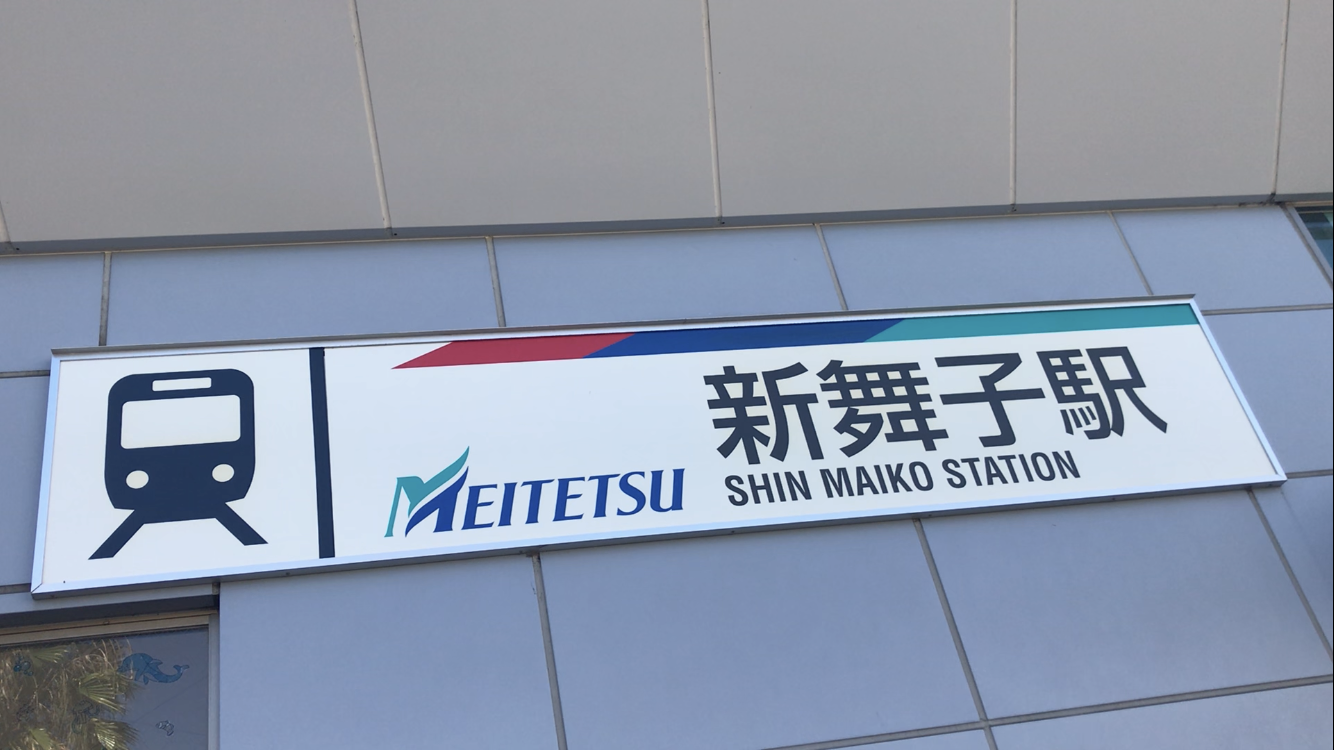 新舞子駅
MEITETSU
SHIN MAIKO STATION